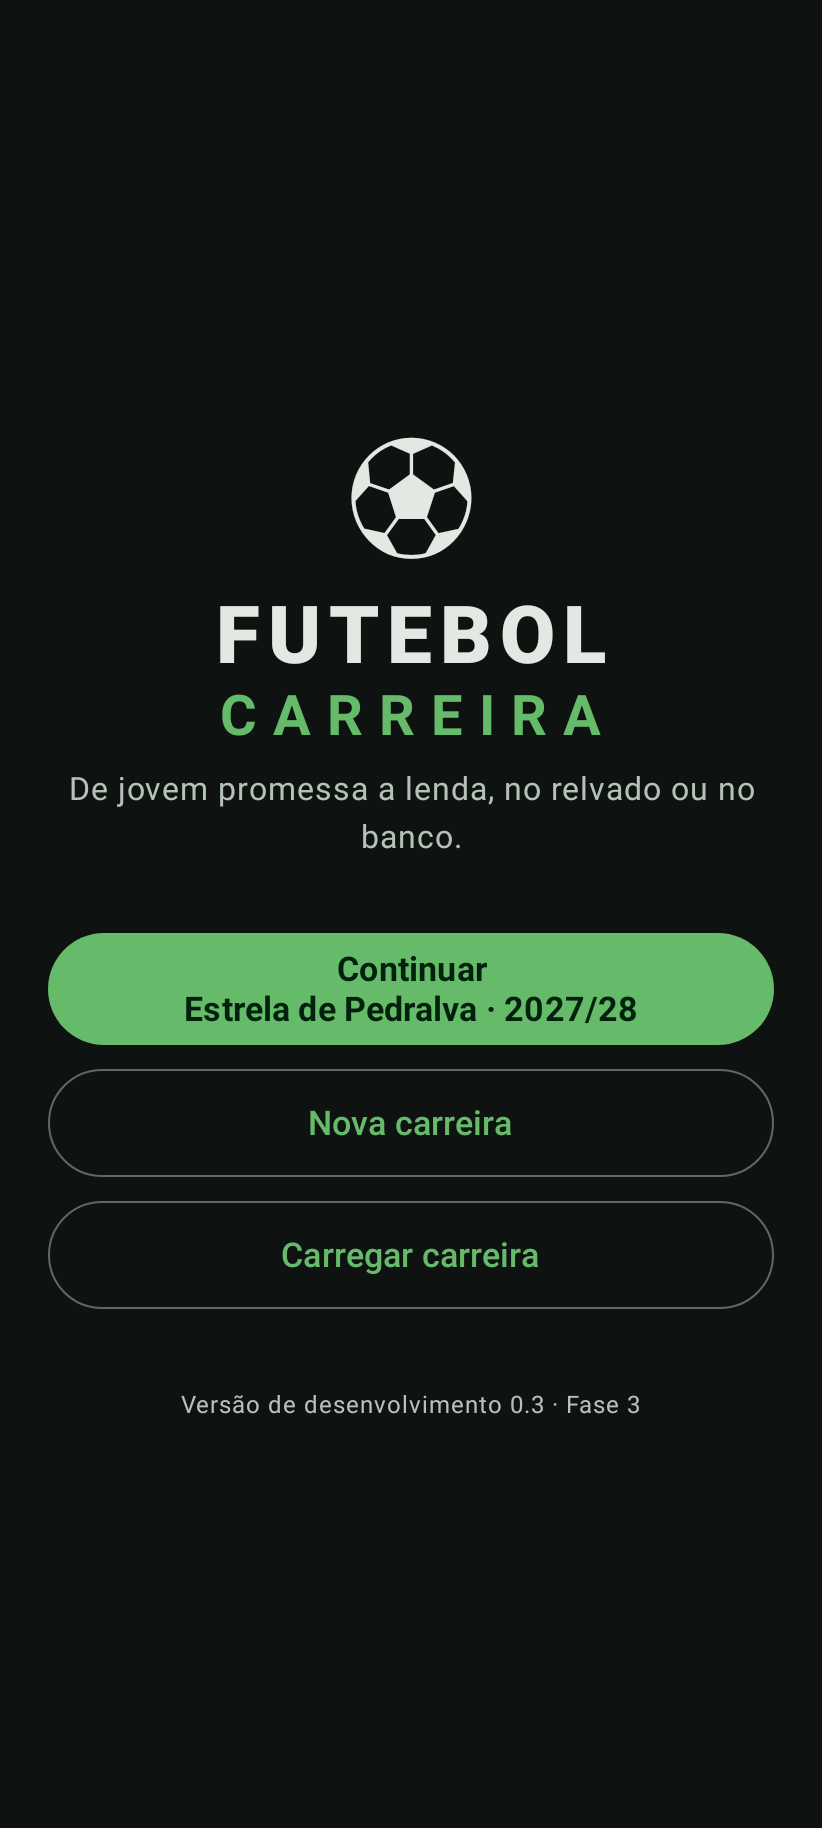 FUTEBOL
CARREIRA
De jovem promessa a lenda, no relvado ou no
banco.
Continuar
Estrela de Pedralva · 2027/28
Nova carreira
Carregar carreira
Versão de desenvolvimento 0.3 · Fase 3